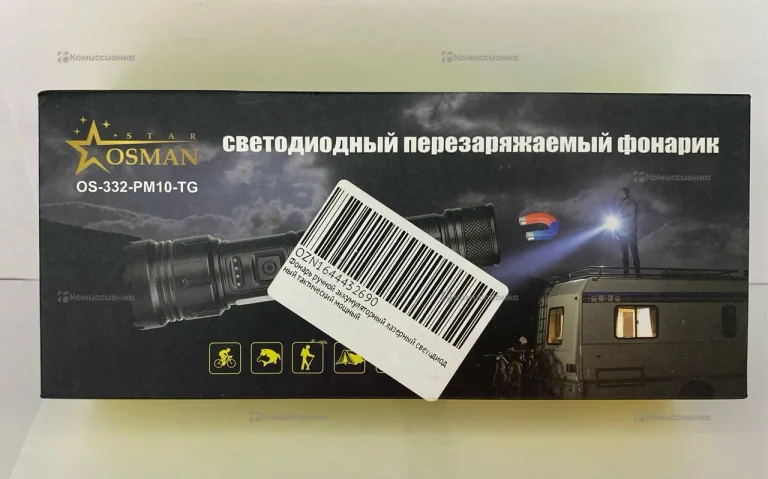 Комиссионка
Комиссионка
STAR
OSMAN
OS-332-PM10-TG
светодиодный перезаряжаемый фонарик
Комиссионка
OZN1644452690
Фонарь ручной аккумуляторный лазерный светодиод
ный тактический мощный
Комиссионка
Комиссионка
Комиссионка
Комиссионка